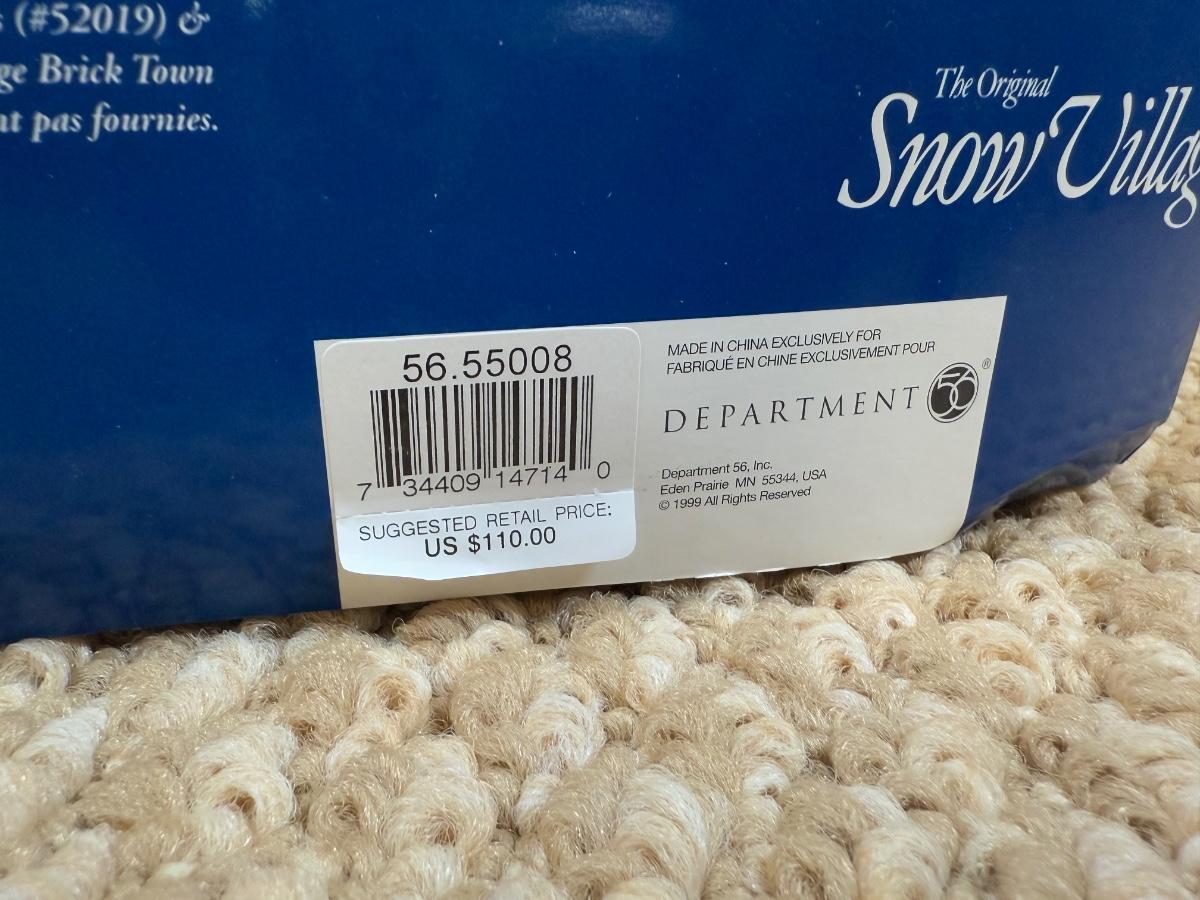 (#52019) &
ge Brick Town
nt pas fournies.
The Original
Snow Villag
56.55008
7 34409 14714 0
SUGGESTED RETAIL PRICE:
US $110.00
MADE IN CHINA EXCLUSIVELY FOR
FABRIQUÉ EN CHINE EXCLUSIVEMENT POUR
DEPARTMENT 56®
Department 56, Inc.
Eden Prairie MN 55344, USA
© 1999 All Rights Reserved